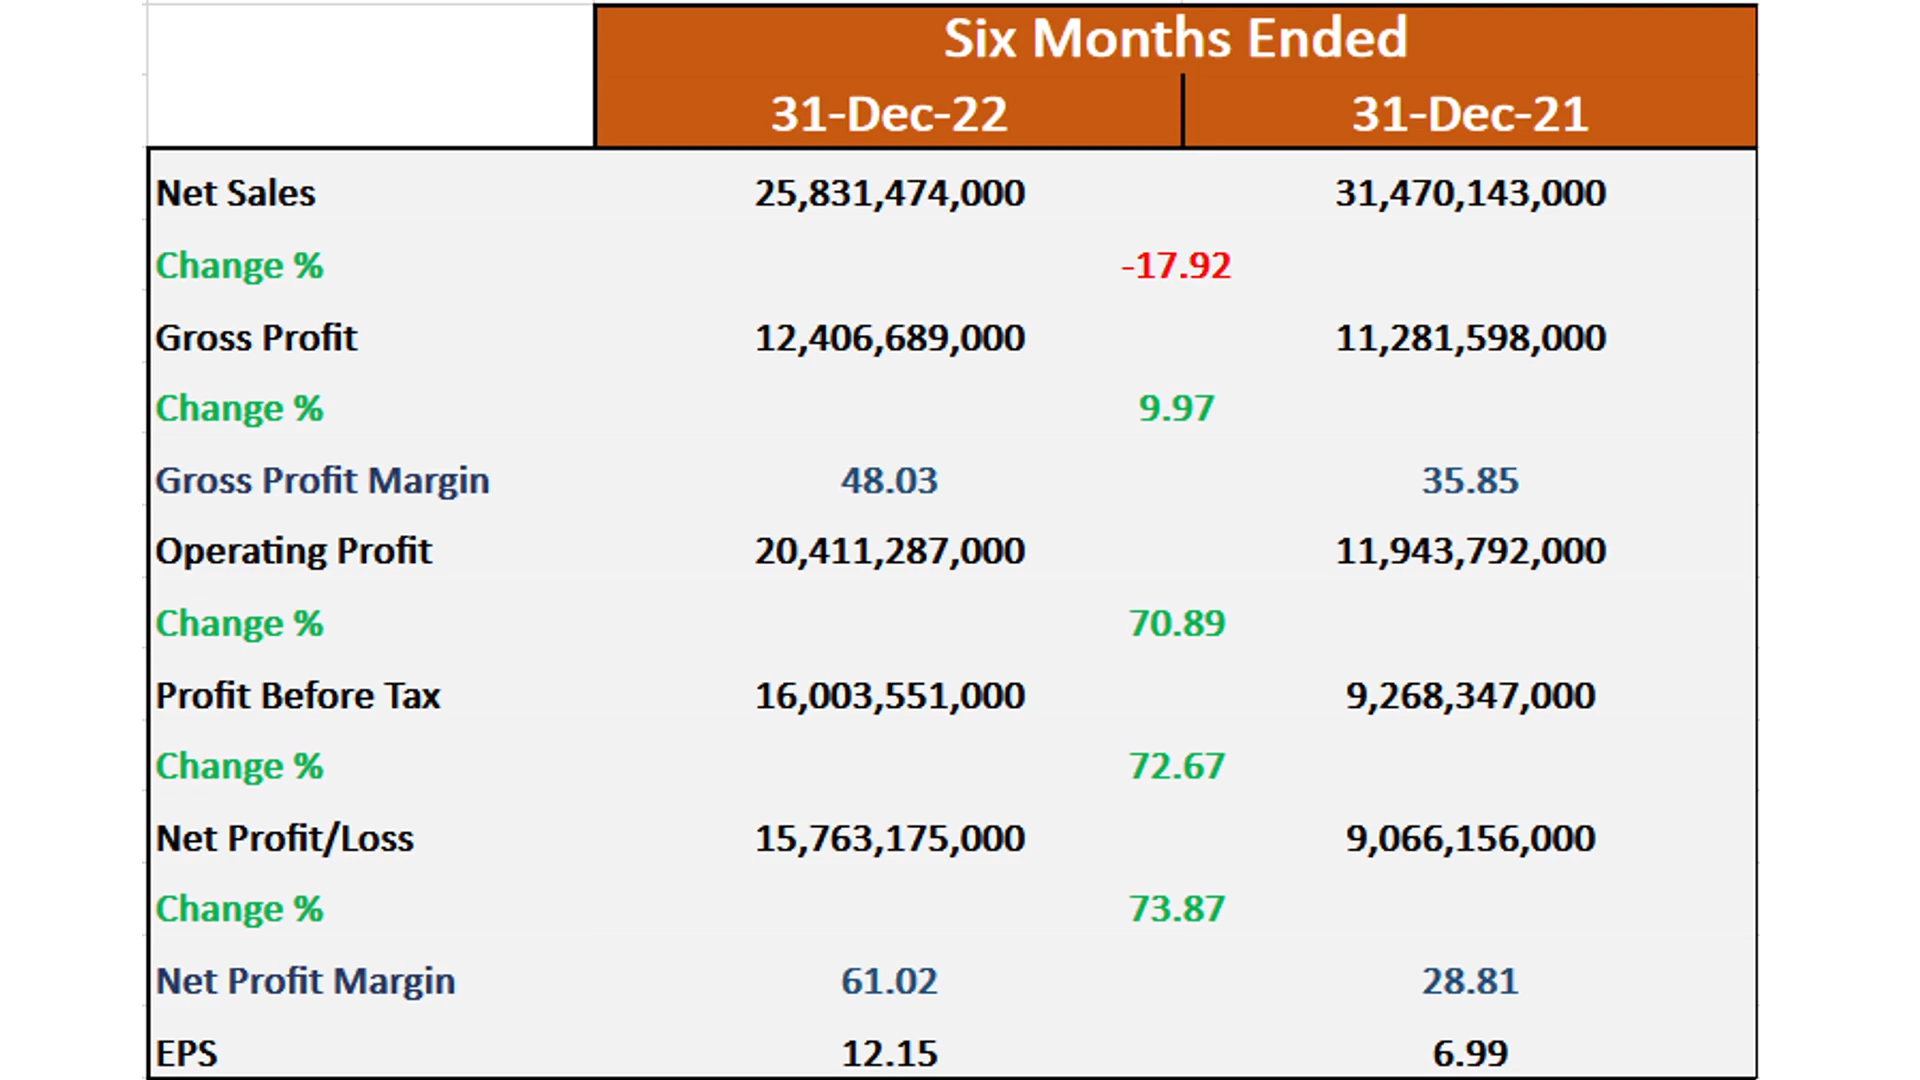 Six Months Ended
31-Dec-22 31-Dec-21
Net Sales 25,831,474,000 31,470,143,000
Change % -17.92
Gross Profit 12,406,689,000 11,281,598,000
Change % 9.97
Gross Profit Margin 48.03 35.85
Operating Profit 20,411,287,000 11,943,792,000
Change % 70.89
Profit Before Tax 16,003,551,000 9,268,347,000
Change % 72.67
Net Profit/Loss 15,763,175,000 9,066,156,000
Change % 73.87
Net Profit Margin 61.02 28.81
EPS 12.15 6.99